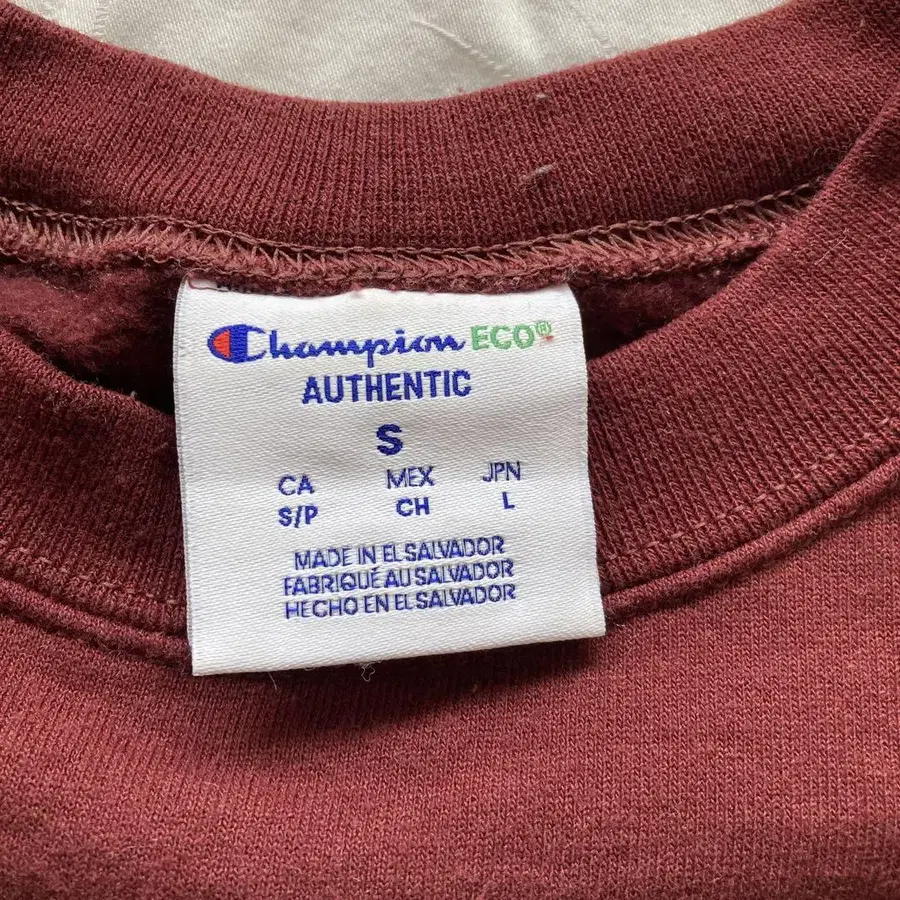 Champion ECO®
AUTHENTIC
S
CA MEX JPN
S/P CH L
MADE IN EL SALVADOR
FABRIQUÉ AU SALVADOR
HECHO EN EL SALVADOR